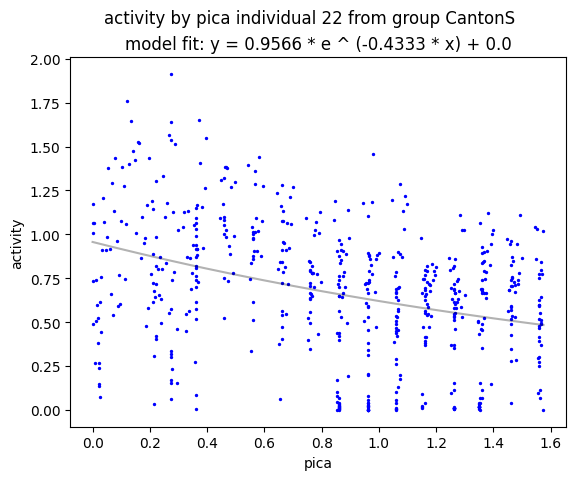 activity by pica individual 22 from group CantonS
model fit: y = 0.9566 * e ^ (-0.4333 * x) + 0.0
2.00
1.75
1.50
1.25
1.00
0.75
0.50
0.25
0.00
activity
0.0 0.2 0.4 0.6 0.8 1.0 1.2 1.4 1.6
pica